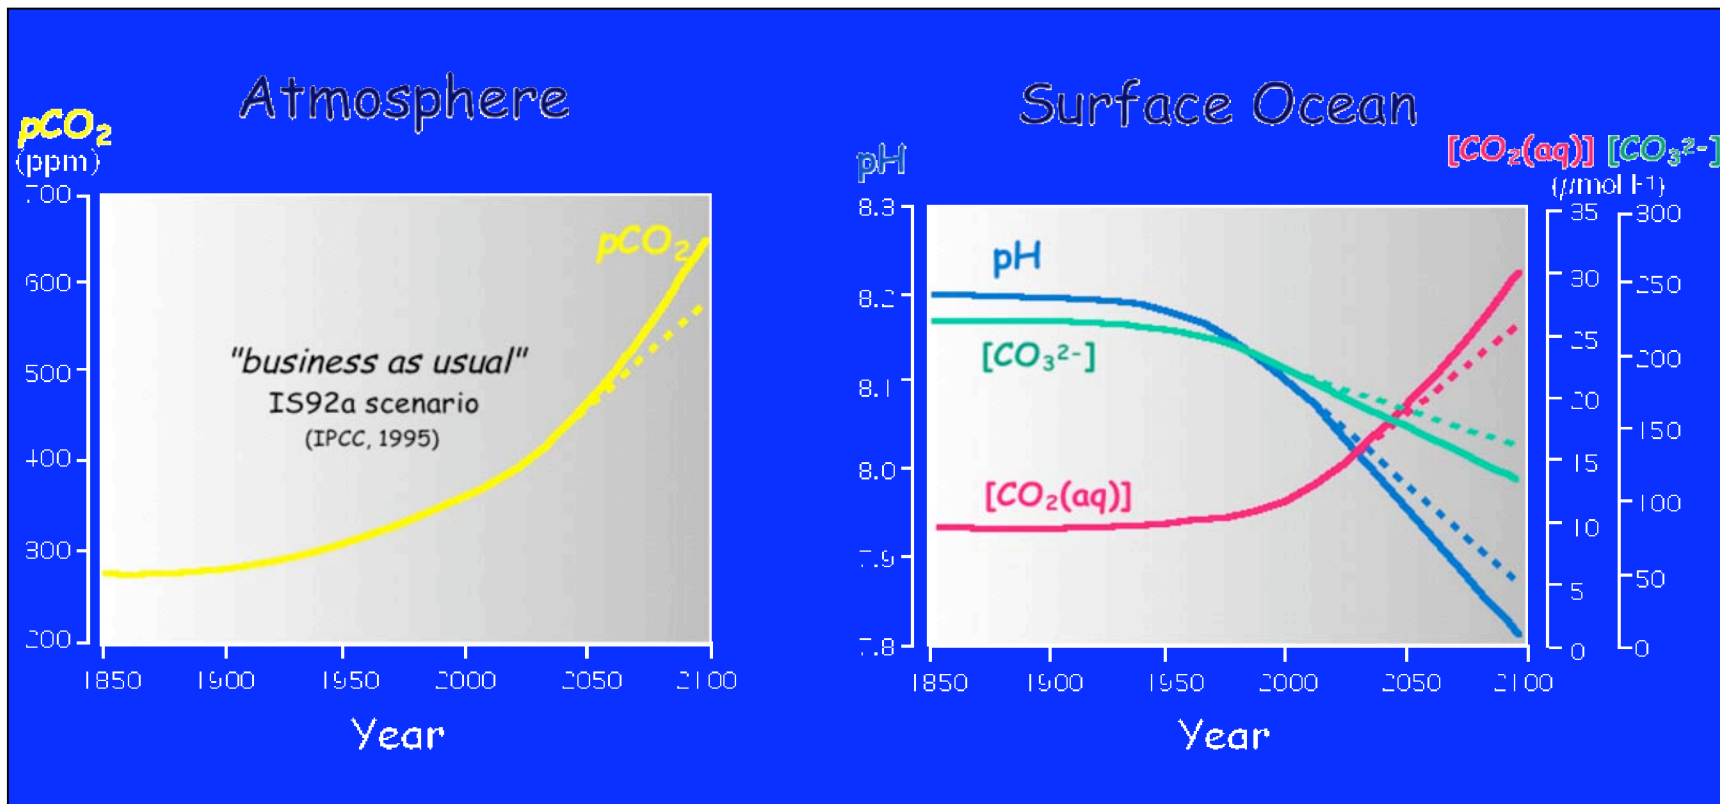 Atmosphere
pCO₂
(ppm)
700
600
500
400
300
200
pCO₂
"business as usual"
IS92a scenario
(IPCC, 1995)
1850 1900 1950 2000 2050 2100
Year
Surface Ocean
pH
[CO₂(aq)] [CO₃²⁻]
(μmol l⁻¹)
8.3
8.2
8.1
8.0
7.9
7.8
pH
[CO₃²⁻]
[CO₂(aq)]
35
30
25
20
15
10
5
0
300
250
200
150
100
50
0
1850 1900 1950 2000 2050 2100
Year